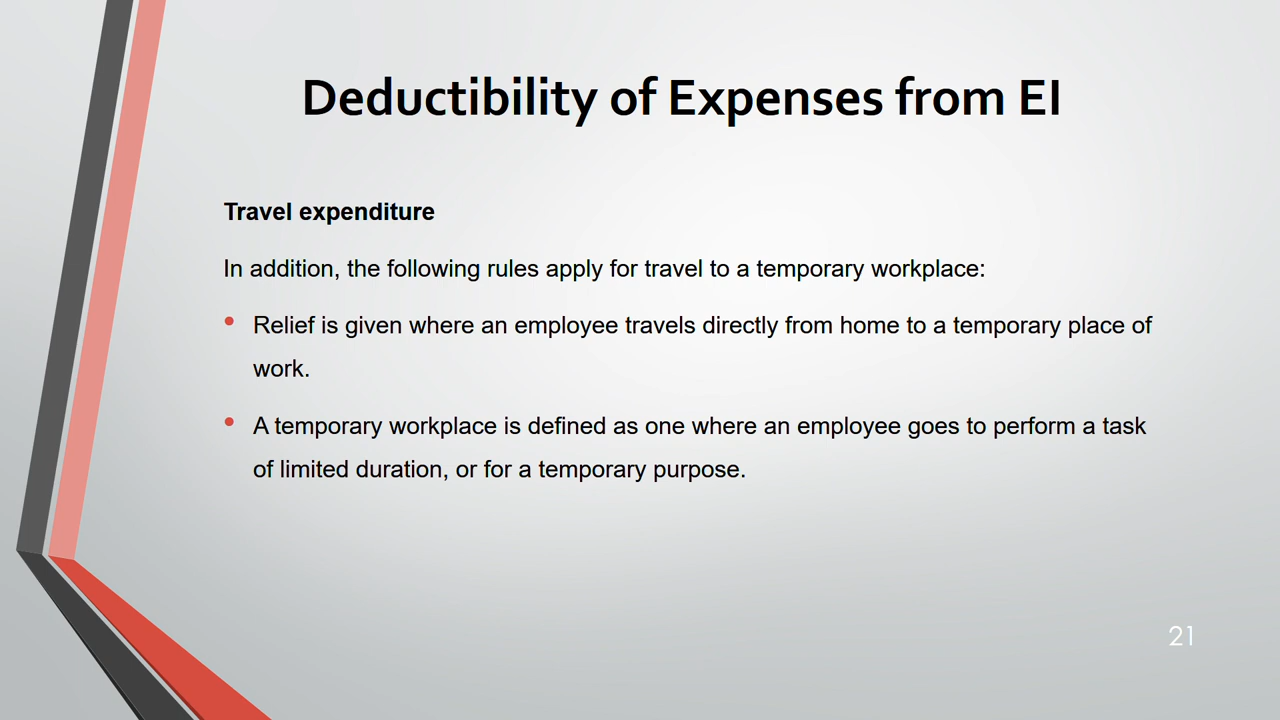 Deductibility of Expenses from EI
Travel expenditure
In addition, the following rules apply for travel to a temporary workplace:
• Relief is given where an employee travels directly from home to a temporary place of
work.
• A temporary workplace is defined as one where an employee goes to perform a task
of limited duration, or for a temporary purpose.
21